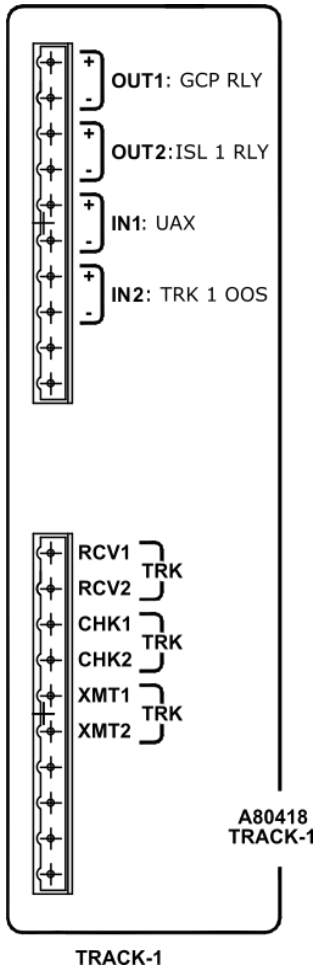 +
OUT1: GCP RLY
-
+
OUT2:ISL 1 RLY
-
+
IN1: UAX
-
+
IN2: TRK 1 OOS
-
RCV1
TRK
RCV2
CHK1
TRK
CHK2
XMT1
TRK
XMT2
A80418
TRACK-1
TRACK-1